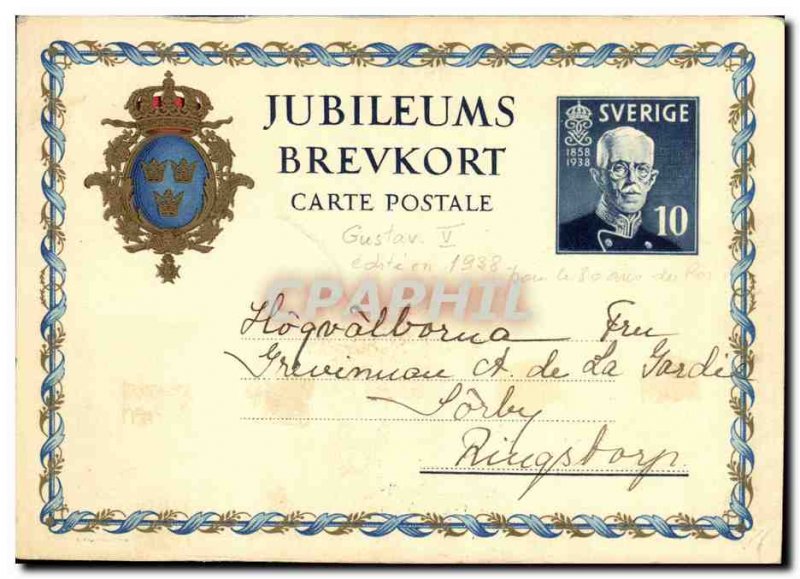 JUBILEUMS
BREVKORT
CARTE POSTALE
SVERIGE
1858
1938
10
Gustav. V
édité en 1938 pour le 80 ans du Roi
CPAPHIL
Högvälborna Fru
Grevinnan A. de La Gardie
Sörby
Ringstorp